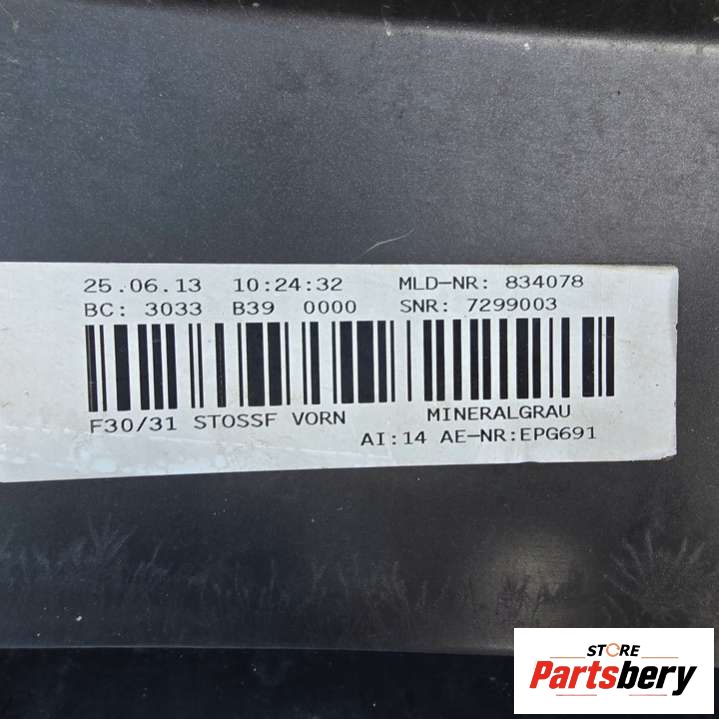 25.06.13 10:24:32 MLD-NR: 834078
BC: 3033 B39 0000 SNR: 7299003
F30/31 STOSSF VORN MINERALGRAU
AI:14 AE-NR:EPG691
STORE
Partsbery